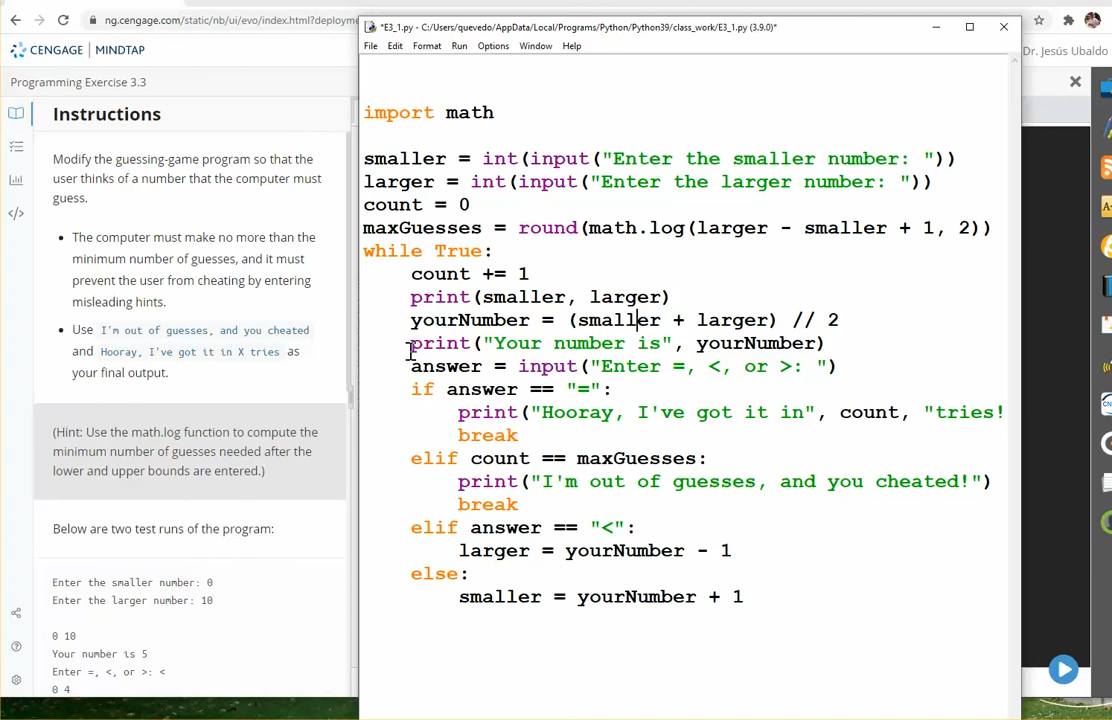 ng.cengage.com/static/nb/ui/evo/index.html?deployme
CENGAGE | MINDTAP
Programming Exercise 3.3
Instructions
Modify the guessing-game program so that the
user thinks of a number that the computer must
guess.
• The computer must make no more than the
minimum number of guesses, and it must
prevent the user from cheating by entering
misleading hints.
• Use I'm out of guesses, and you cheated
and Hooray, I've got it in X tries as
your final output.
(Hint: Use the math.log function to compute the
minimum number of guesses needed after the
lower and upper bounds are entered.)
Below are two test runs of the program:
Enter the smaller number: 0
Enter the larger number: 10
0 10
Your number is 5
Enter =, <, or >: <
0 4
*E3_1.py - C:/Users/quevedo/AppData/Local/Programs/Python/Python39/class_work/E3_1.py (3.9.0)*
File Edit Format Run Options Window Help
import math
smaller = int(input("Enter the smaller number: "))
larger = int(input("Enter the larger number: "))
count = 0
maxGuesses = round(math.log(larger - smaller + 1, 2))
while True:
count += 1
print(smaller, larger)
yourNumber = (smaller + larger) // 2
print("Your number is", yourNumber)
answer = input("Enter =, <, or >: ")
if answer == "=":
print("Hooray, I've got it in", count, "tries!
break
elif count == maxGuesses:
print("I'm out of guesses, and you cheated!")
break
elif answer == "<":
larger = yourNumber - 1
else:
smaller = yourNumber + 1
Dr. Jesús Ubaldo